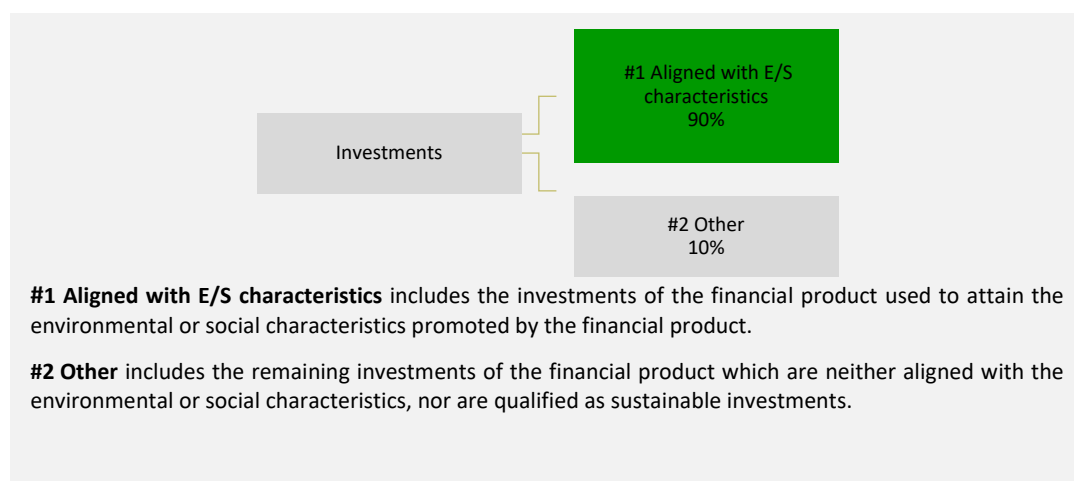 #1 Aligned with E/S
characteristics
90%
Investments
#2 Other
10%
#1 Aligned with E/S characteristics includes the investments of the financial product used to attain the
environmental or social characteristics promoted by the financial product.
#2 Other includes the remaining investments of the financial product which are neither aligned with the
environmental or social characteristics, nor are qualified as sustainable investments.